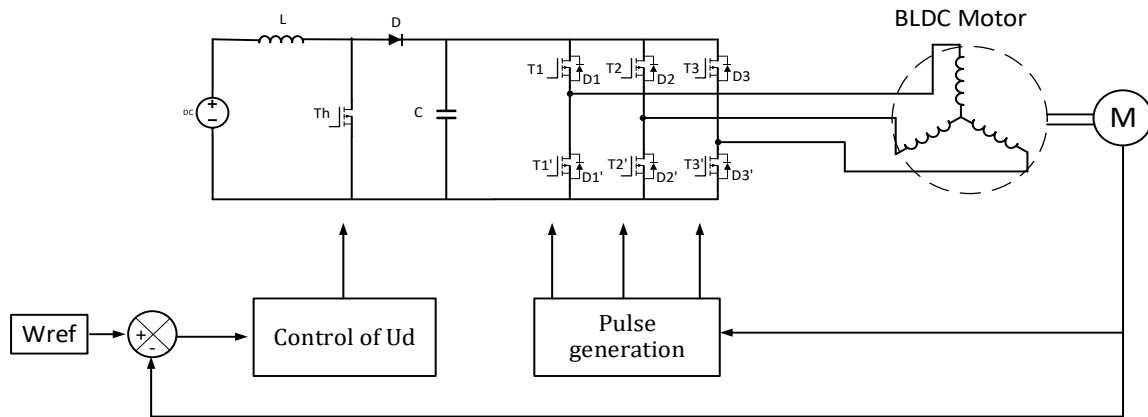 BLDC Motor
L
D
T1
D1
T2
D2
T3
D3
DC
Th
C
M
T1'
D1'
T2'
D2'
T3'
D3'
Wref
+
-
Control of Ud
Pulse
generation